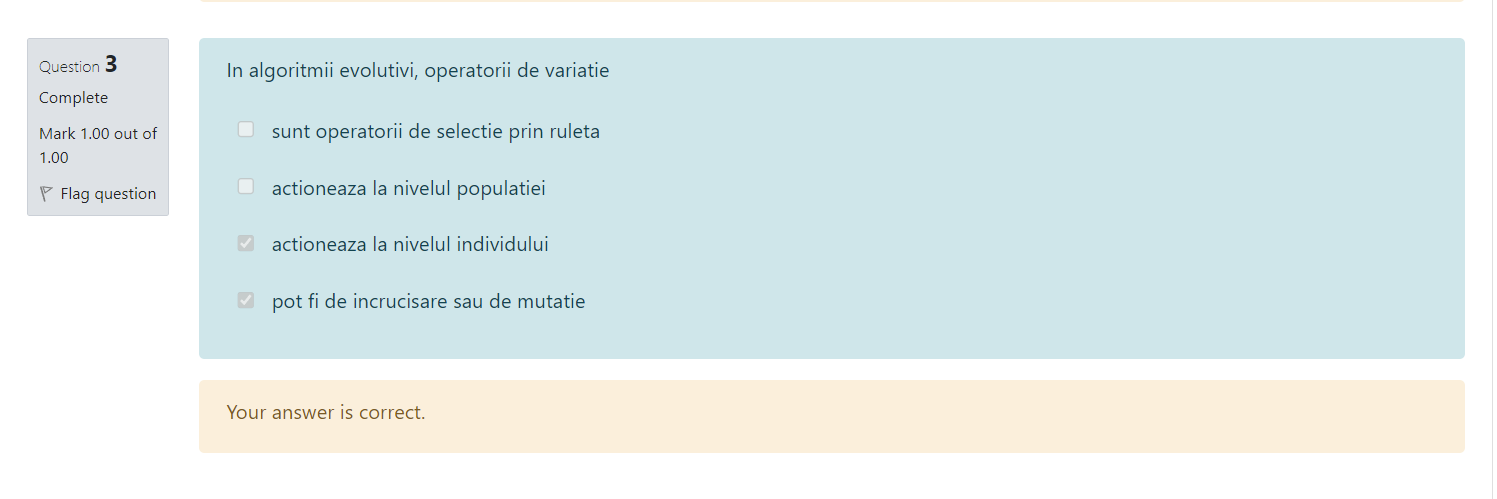 Question 3
Complete
Mark 1.00 out of
1.00
Flag question
In algoritmii evolutivi, operatorii de variatie
sunt operatorii de selectie prin ruleta
actioneaza la nivelul populatiei
actioneaza la nivelul individului
pot fi de incrucisare sau de mutatie
Your answer is correct.